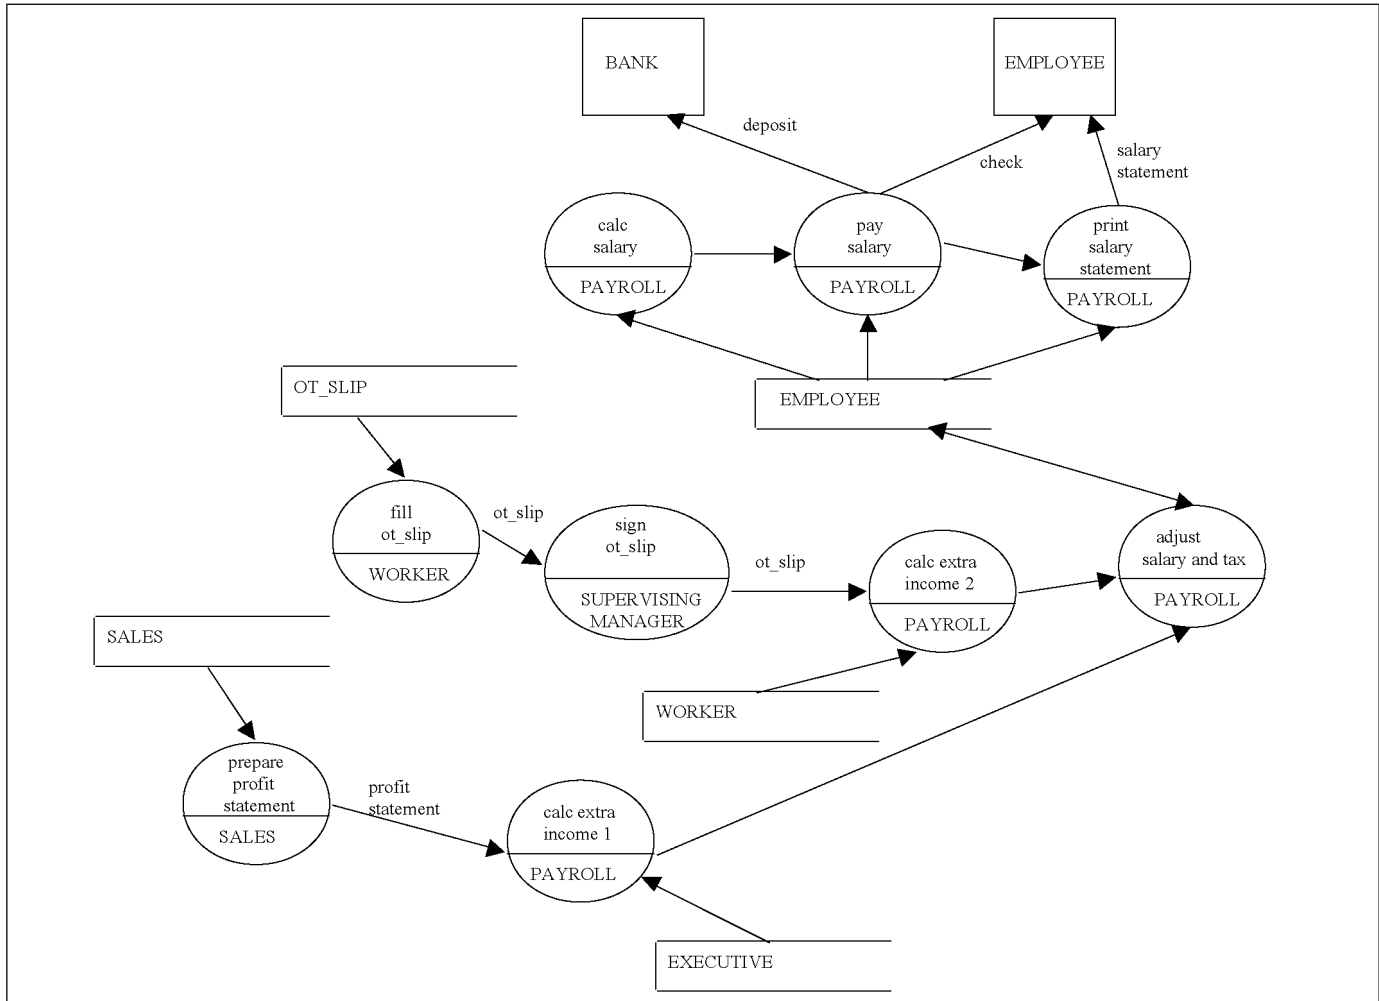 BANK
EMPLOYEE
deposit
check
salary
statement
calc
salary
PAYROLL
pay
salary
PAYROLL
print
salary
statement
PAYROLL
OT_SLIP
EMPLOYEE
fill
ot_slip
WORKER
ot_slip
sign
ot_slip
SUPERVISING
MANAGER
ot_slip
calc extra
income 2
PAYROLL
adjust
salary and tax
PAYROLL
SALES
WORKER
prepare
profit
statement
SALES
profit
statement
calc extra
income 1
PAYROLL
EXECUTIVE